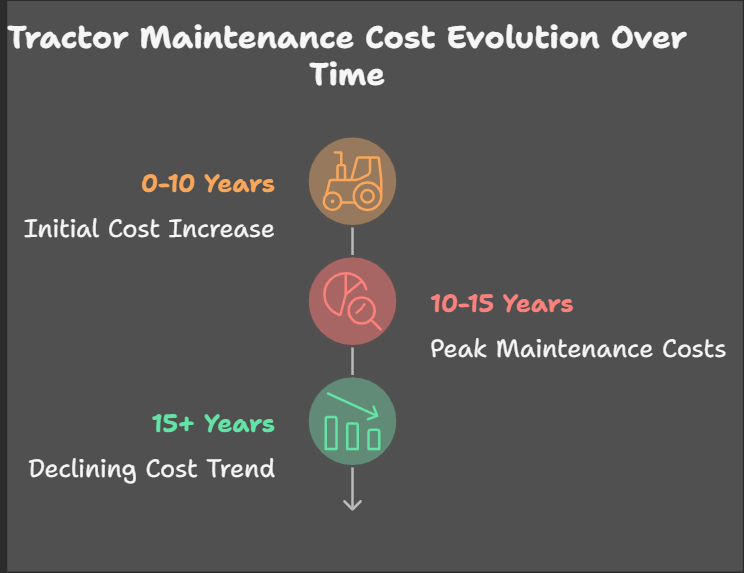 Tractor Maintenance Cost Evolution Over
Time
0-10 Years
Initial Cost Increase
10-15 Years
Peak Maintenance Costs
15+ Years
Declining Cost Trend